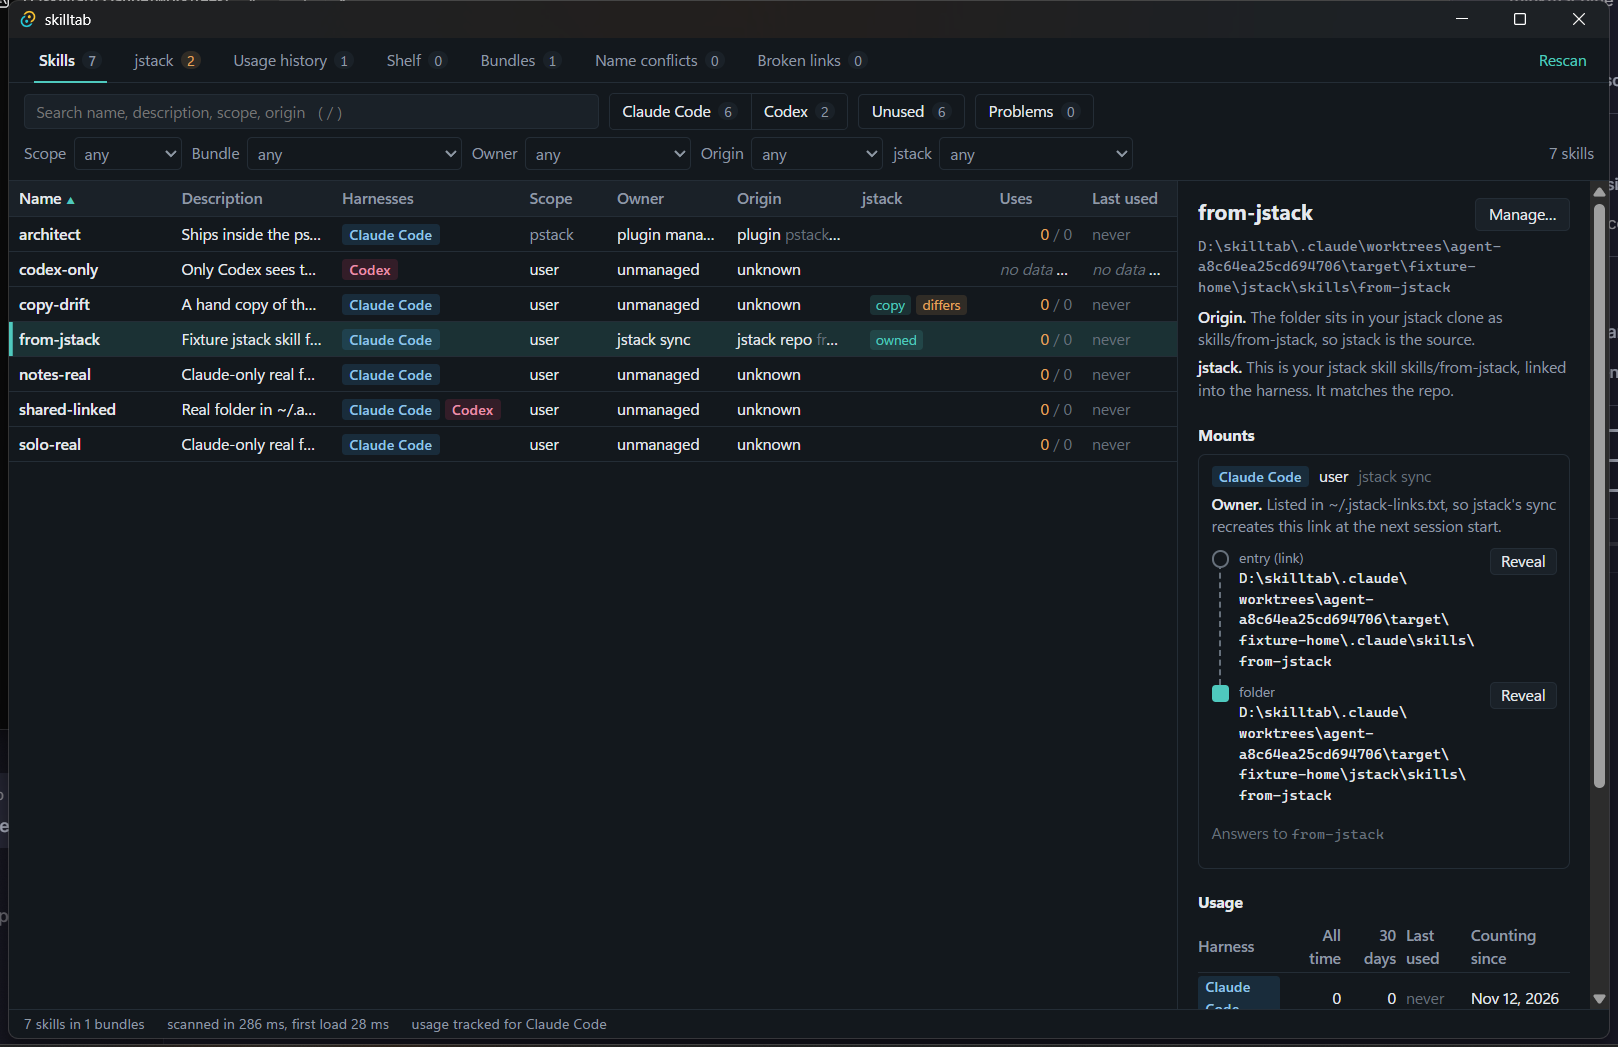 skilltab
Skills 7 jstack 2 Usage history 1 Shelf 0 Bundles 1 Name conflicts 0 Broken links 0 Rescan
Search name, description, scope, origin ( / ) Claude Code 6 Codex 2 Unused 6 Problems 0
Scope any Bundle any Owner any Origin any jstack any 7 skills
Name ▲ Description Harnesses Scope Owner Origin jstack Uses Last used
architect Ships inside the ps... Claude Code pstack plugin mana... plugin pstack... 0 / 0 never
codex-only Only Codex sees t... Codex user unmanaged unknown no data ... no data ...
copy-drift A hand copy of th... Claude Code user unmanaged unknown copy differs 0 / 0 never
from-jstack Fixture jstack skill f... Claude Code user jstack sync jstack repo fr... owned 0 / 0 never
notes-real Claude-only real f... Claude Code user unmanaged unknown 0 / 0 never
shared-linked Real folder in ~/.a... Claude Code Codex user unmanaged unknown 0 / 0 never
solo-real Claude-only real f... Claude Code user unmanaged unknown 0 / 0 never
from-jstack Manage...
D:\skilltab\.claude\worktrees\agent-
a8c64ea25cd694706\target\fixture-
home\jstack\skills\from-jstack
Origin. The folder sits in your jstack clone as
skills/from-jstack, so jstack is the source.
jstack. This is your jstack skill skills/from-jstack, linked
into the harness. It matches the repo.
Mounts
Claude Code user jstack sync
Owner. Listed in ~/.jstack-links.txt, so jstack's sync
recreates this link at the next session start.
entry (link) Reveal
D:\skilltab\.claude\
worktrees\agent-
a8c64ea25cd694706\target\
fixture-home\.claude\skills\
from-jstack
folder Reveal
D:\skilltab\.claude\
worktrees\agent-
a8c64ea25cd694706\target\
fixture-home\jstack\skills\
from-jstack
Answers to from-jstack
Usage
Harness All time 30 days Last used Counting since
Claude Code 0 0 never Nov 12, 2026
7 skills in 1 bundles scanned in 286 ms, first load 28 ms usage tracked for Claude Code